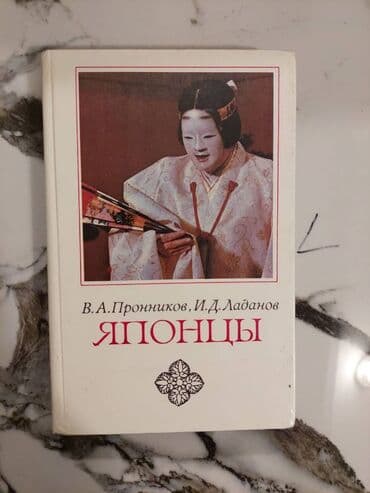 В. А. Пронников, И. Д. Ладанов
ЯПОНЦЫ